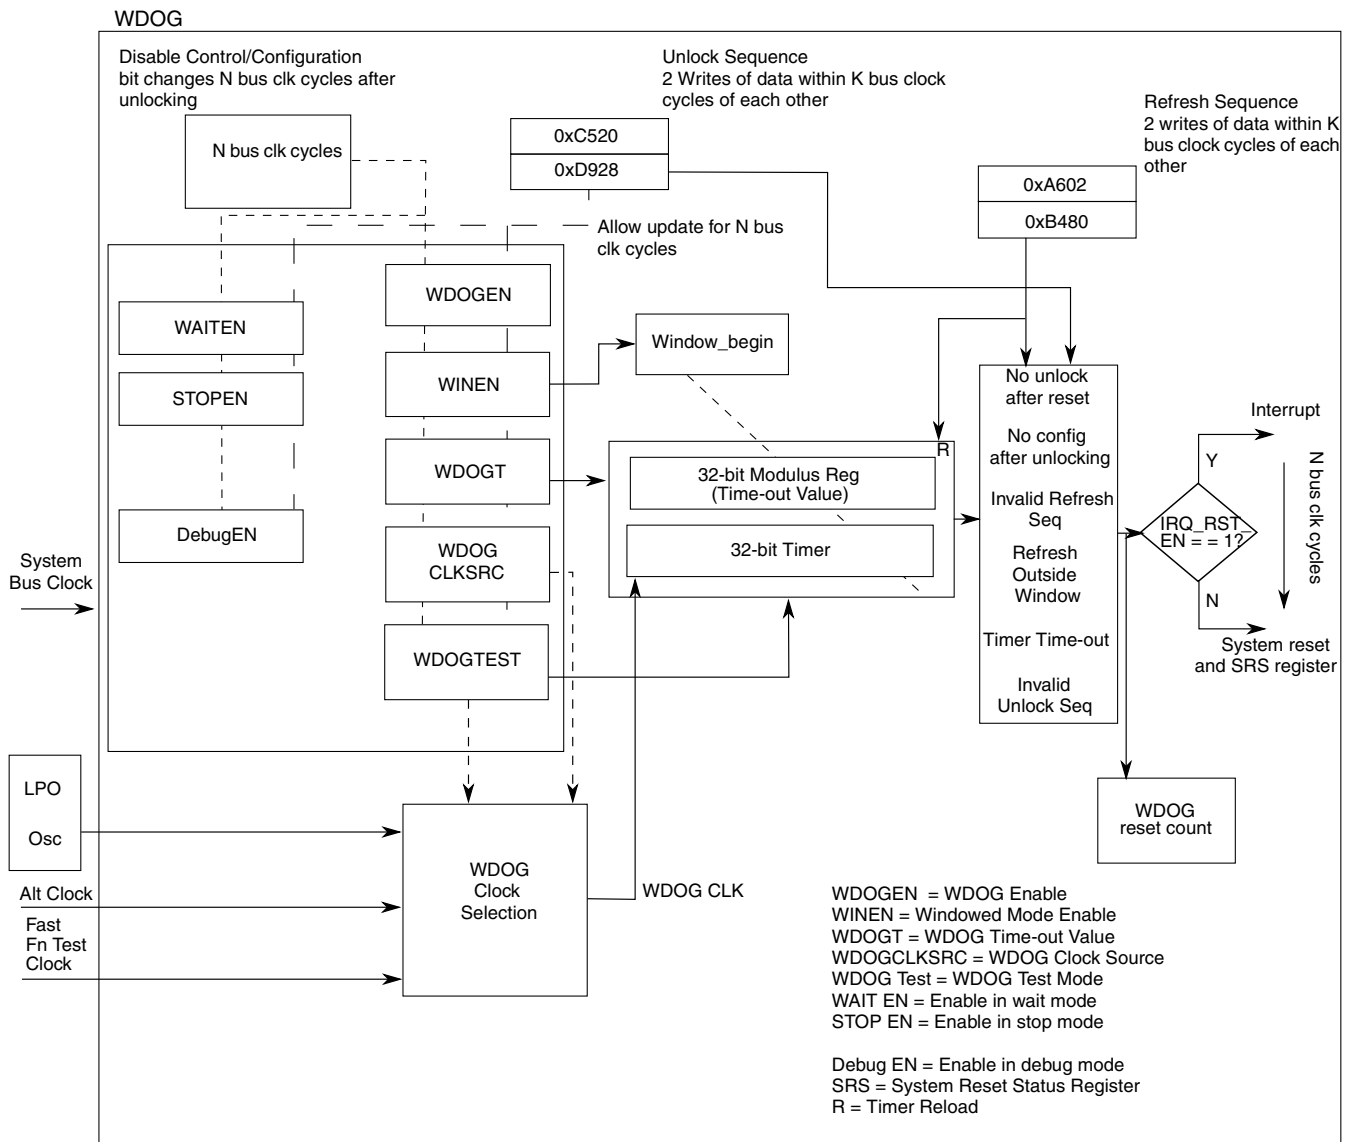 WDOG
Disable Control/Configuration
bit changes N bus clk cycles after
unlocking
N bus clk cycles
Unlock Sequence
2 Writes of data within K bus clock
cycles of each other
0xC520
0xD928
Allow update for N bus
clk cycles
Refresh Sequence
2 writes of data within K
bus clock cycles of each
other
0xA602
0xB480
WAITEN
STOPEN
DebugEN
WDOGEN
WINEN
WDOGT
WDOG
CLKSRC
WDOGTEST
Window_begin
R
32-bit Modulus Reg
(Time-out Value)
32-bit Timer
No unlock
after reset
No config
after unlocking
Invalid Refresh
Seq
Refresh
Outside
Window
Timer Time-out
Invalid
Unlock Seq
Interrupt
Y
IRQ_RST_
EN = = 1?
N
N bus clk cycles
System reset
and SRS register
WDOG
reset count
System
Bus Clock
LPO
Osc
Alt Clock
Fast
Fn Test
Clock
WDOG
Clock
Selection
WDOG CLK
WDOGEN = WDOG Enable
WINEN = Windowed Mode Enable
WDOGT = WDOG Time-out Value
WDOGCLKSRC = WDOG Clock Source
WDOG Test = WDOG Test Mode
WAIT EN = Enable in wait mode
STOP EN = Enable in stop mode
Debug EN = Enable in debug mode
SRS = System Reset Status Register
R = Timer Reload